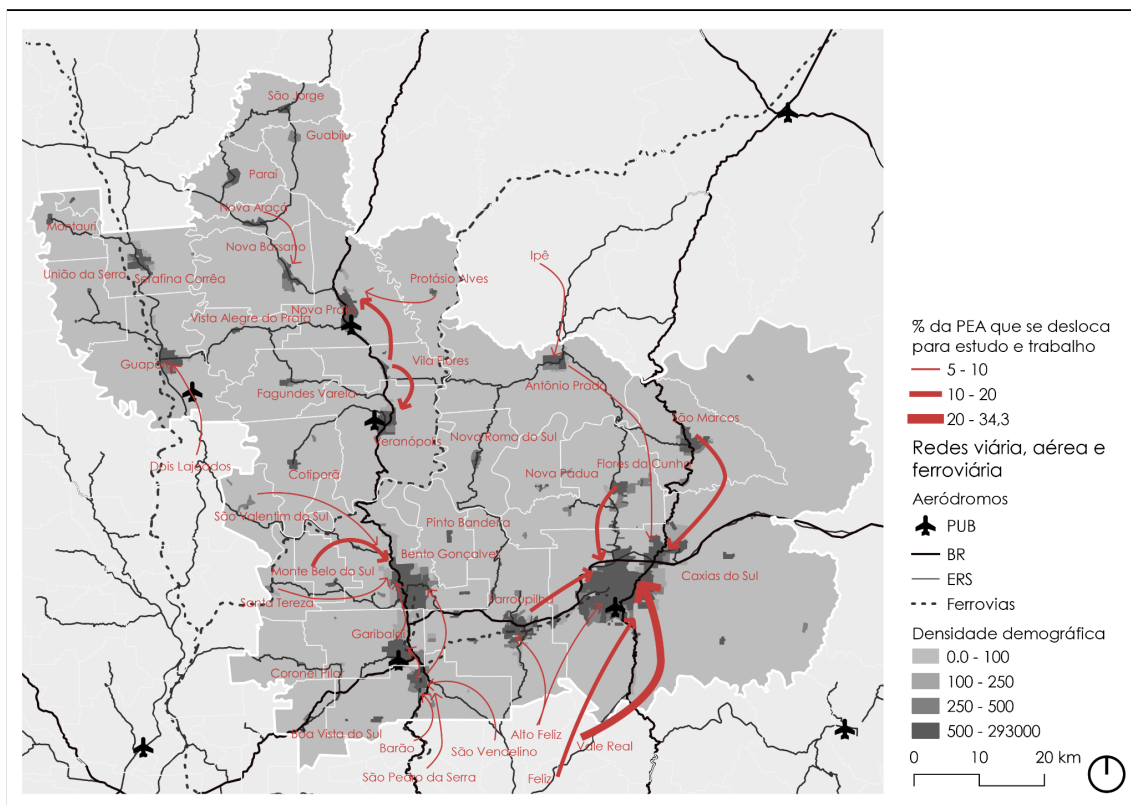 São Jorge
Guabiju
Paraí
Nova Araçá
Montauri
Nova Bassano
Ipê
União da Serra
Serafina Corrêa
Protásio Alves
Nova Prata
Vista Alegre do Prata
Guaporé
Vila Flores
Fagundes Varela
Antônio Prado
São Marcos
Veranópolis
Nova Roma do Sul
Dois Lajeados
Cotiporã
Nova Pádua
Flores da Cunha
São Valentim do Sul
Pinto Bandeira
Bento Gonçalves
Monte Belo do Sul
Caxias do Sul
Santa Tereza
Farroupilha
Garibaldi
Coronel Pilar
Boa Vista do Sul
Barão
São Vendelino
Alto Feliz
Vale Real
São Pedro da Serra
Feliz
% da PEA que se desloca
para estudo e trabalho
5 - 10
10 - 20
20 - 34,3
Redes viária, aérea e
ferroviária
Aeródromos
PUB
BR
ERS
Ferrovias
Densidade demográfica
0.0 - 100
100 - 250
250 - 500
500 - 293000
0 10 20 km